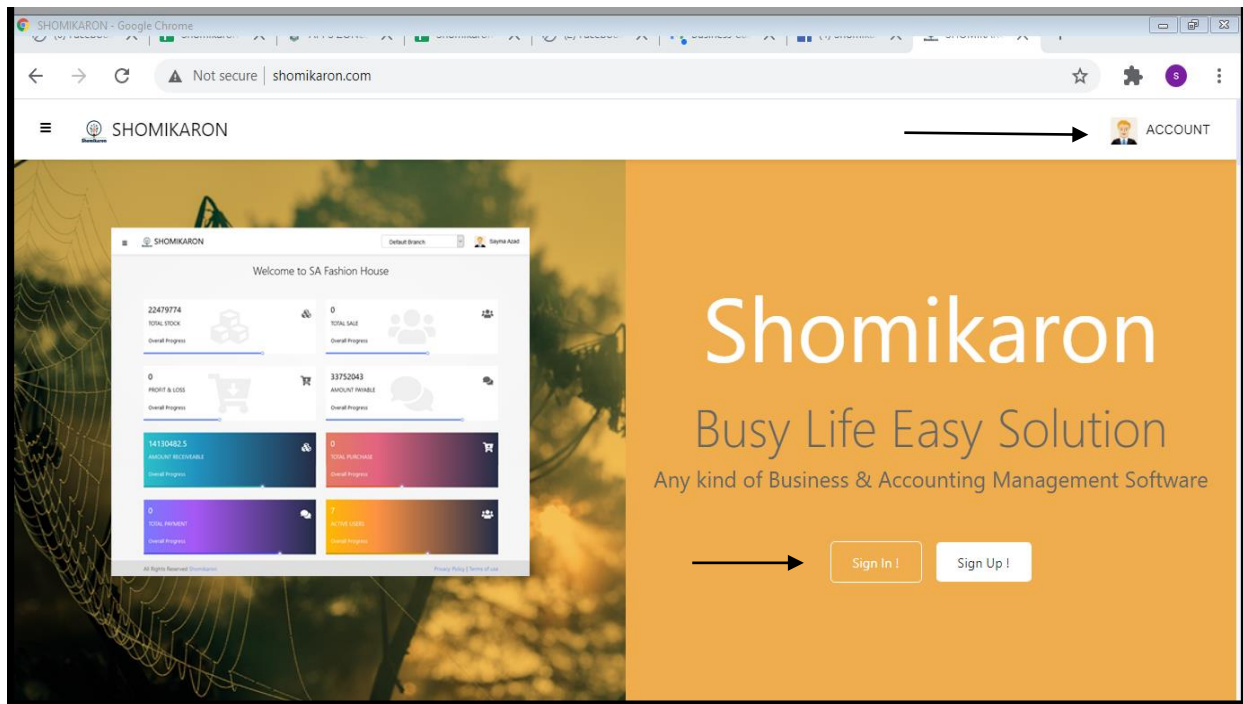 SHOMIKARON - Google Chrome
Not secure | shomikaron.com
S
SHOMIKARON
ACCOUNT
SHOMIKARON
Default Branch
Sayma Azad
Welcome to SA Fashion House
22479774
TOTAL STOCK
Overall Progress
0
TOTAL SALE
Overall Progress
0
PROFIT & LOSS
Overall Progress
33752043
AMOUNT PAYABLE
Overall Progress
14130482.5
AMOUNT RECEIVEABLE
Overall Progress
0
TOTAL PURCHASE
Overall Progress
0
TOTAL PAYMENT
Overall Progress
7
ACTIVE USERS
Overall Progress
All Rights Reserved Shomikaron
Privacy Policy | Terms of use
Shomikaron
Busy Life Easy Solution
Any kind of Business & Accounting Management Software
Sign In !
Sign Up !